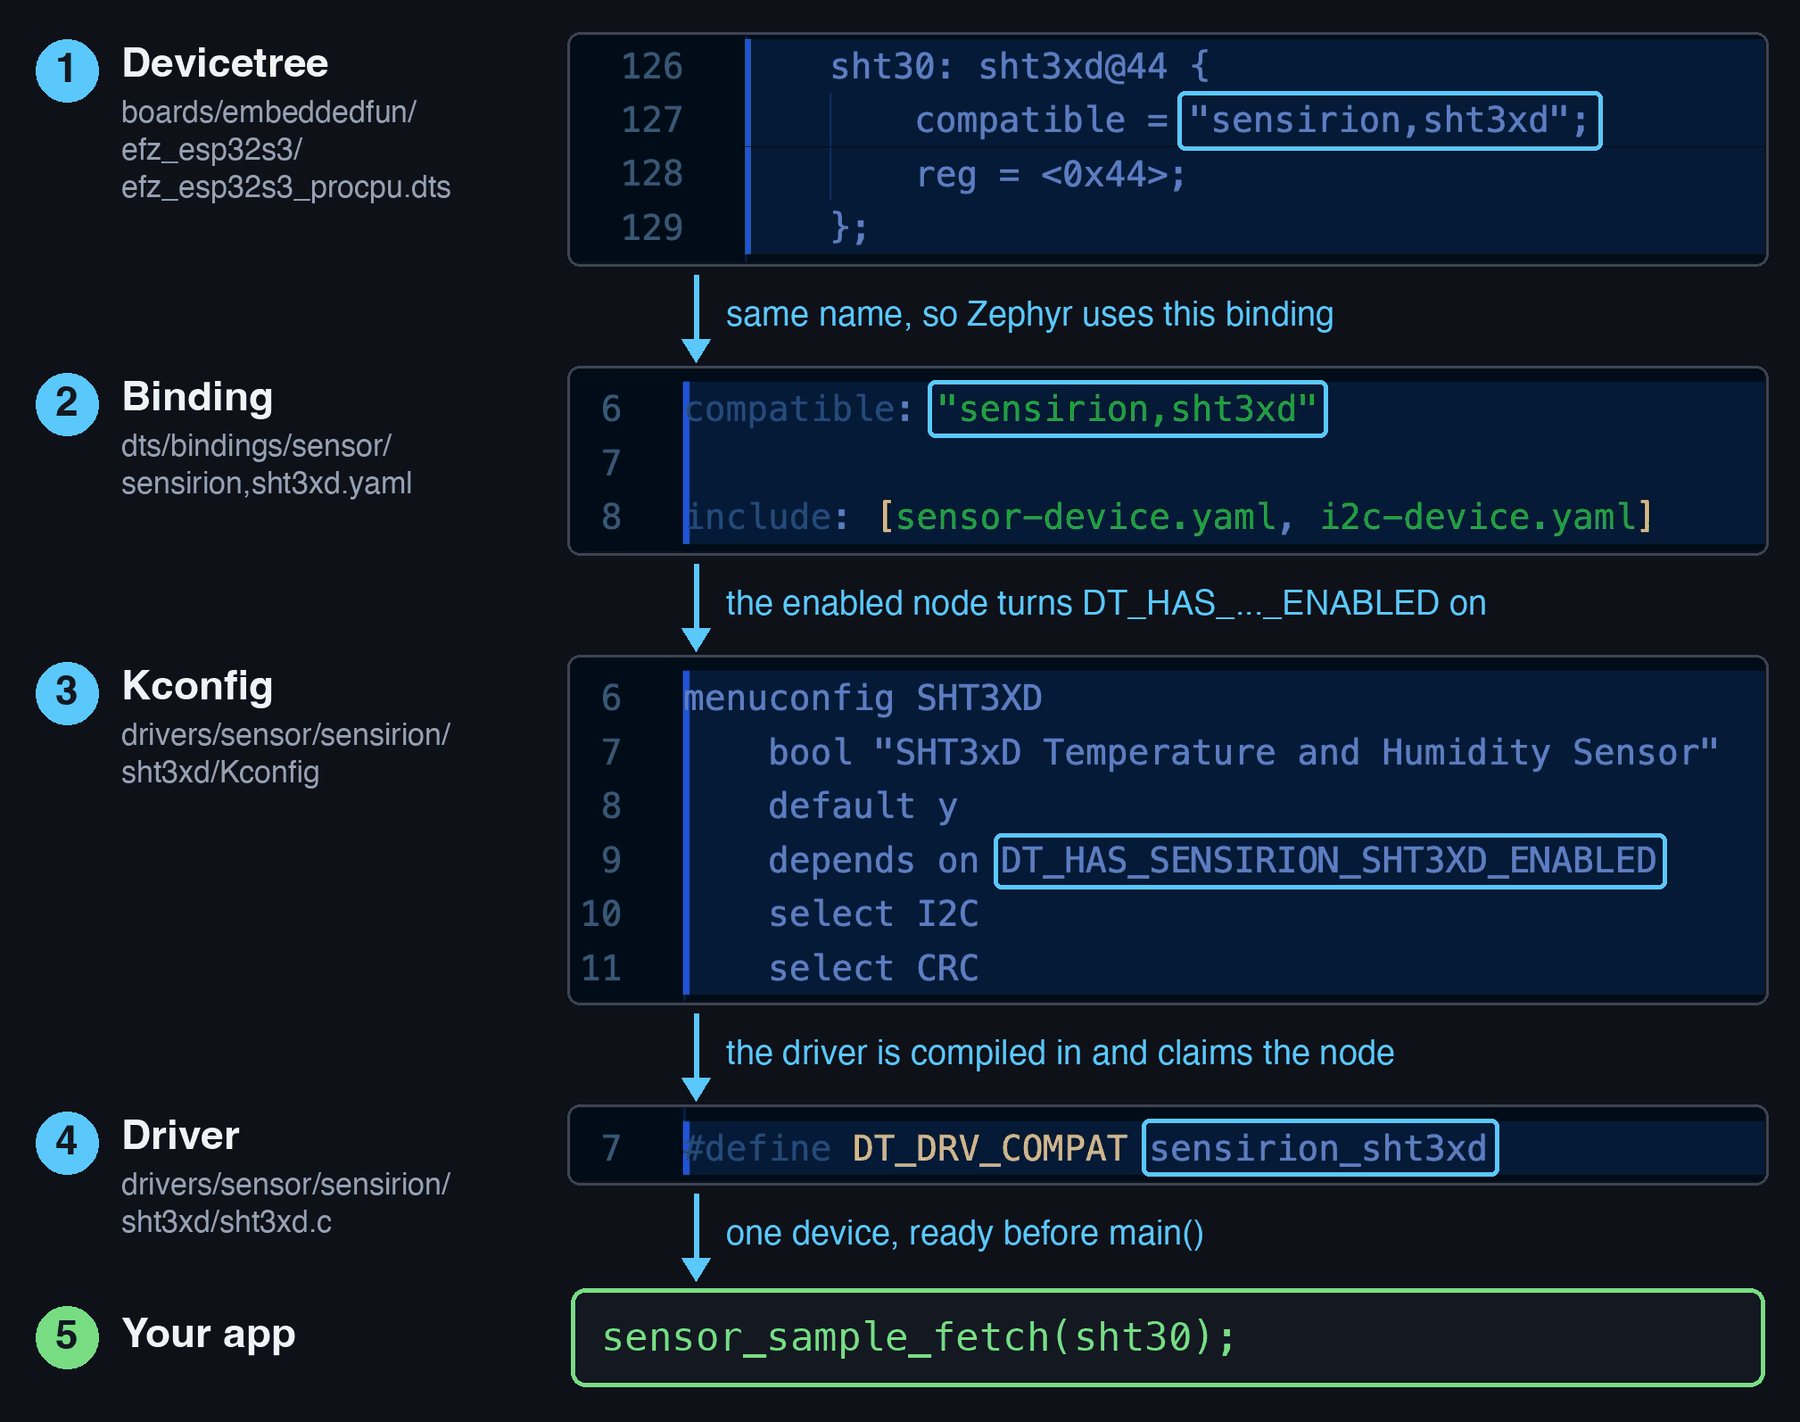 1
Devicetree
boards/embeddedfun/
efz_esp32s3/
efz_esp32s3_procpu.dts
126 sht30: sht3xd@44 {
127 compatible = "sensirion,sht3xd";
128 reg = <0x44>;
129 };
same name, so Zephyr uses this binding
2
Binding
dts/bindings/sensor/
sensirion,sht3xd.yaml
6 compatible: "sensirion,sht3xd"
7
8 include: [sensor-device.yaml, i2c-device.yaml]
the enabled node turns DT_HAS_..._ENABLED on
3
Kconfig
drivers/sensor/sensirion/
sht3xd/Kconfig
6 menuconfig SHT3XD
7 bool "SHT3xD Temperature and Humidity Sensor"
8 default y
9 depends on DT_HAS_SENSIRION_SHT3XD_ENABLED
10 select I2C
11 select CRC
the driver is compiled in and claims the node
4
Driver
drivers/sensor/sensirion/
sht3xd/sht3xd.c
7 #define DT_DRV_COMPAT sensirion_sht3xd
one device, ready before main()
5
Your app
sensor_sample_fetch(sht30);